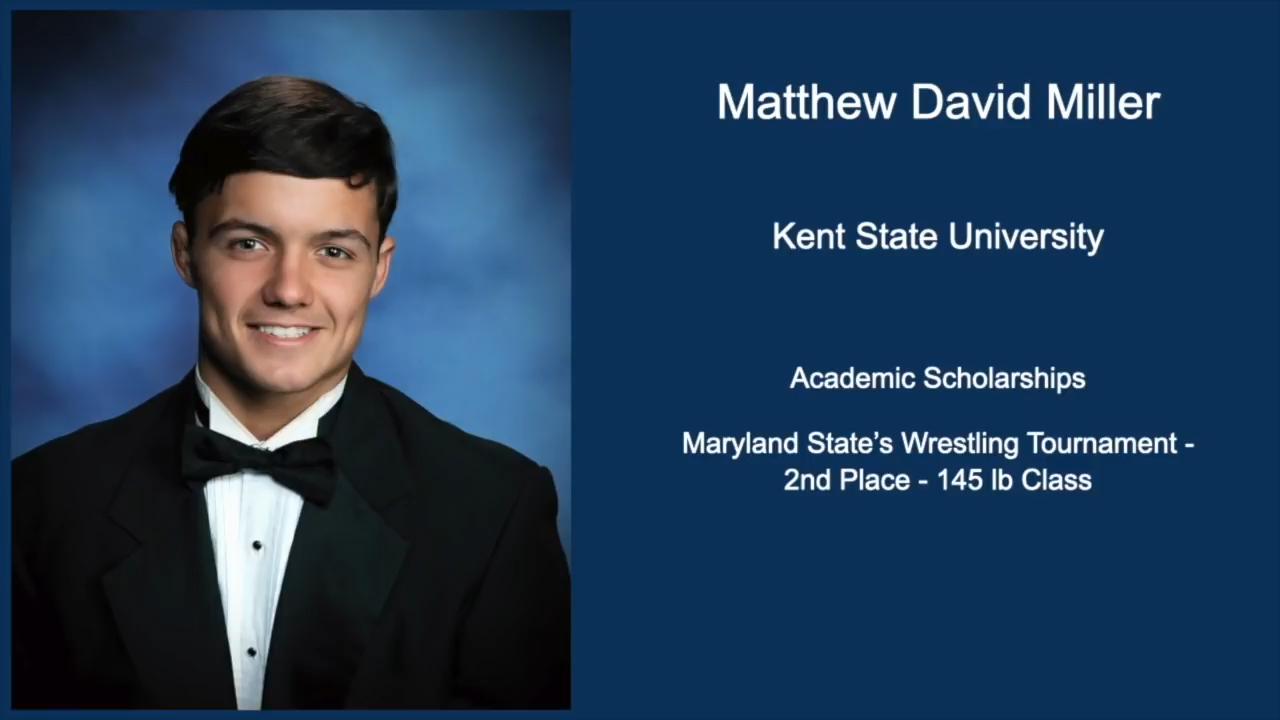 Matthew David Miller
Kent State University
Academic Scholarships
Maryland State’s Wrestling Tournament -
2nd Place - 145 lb Class